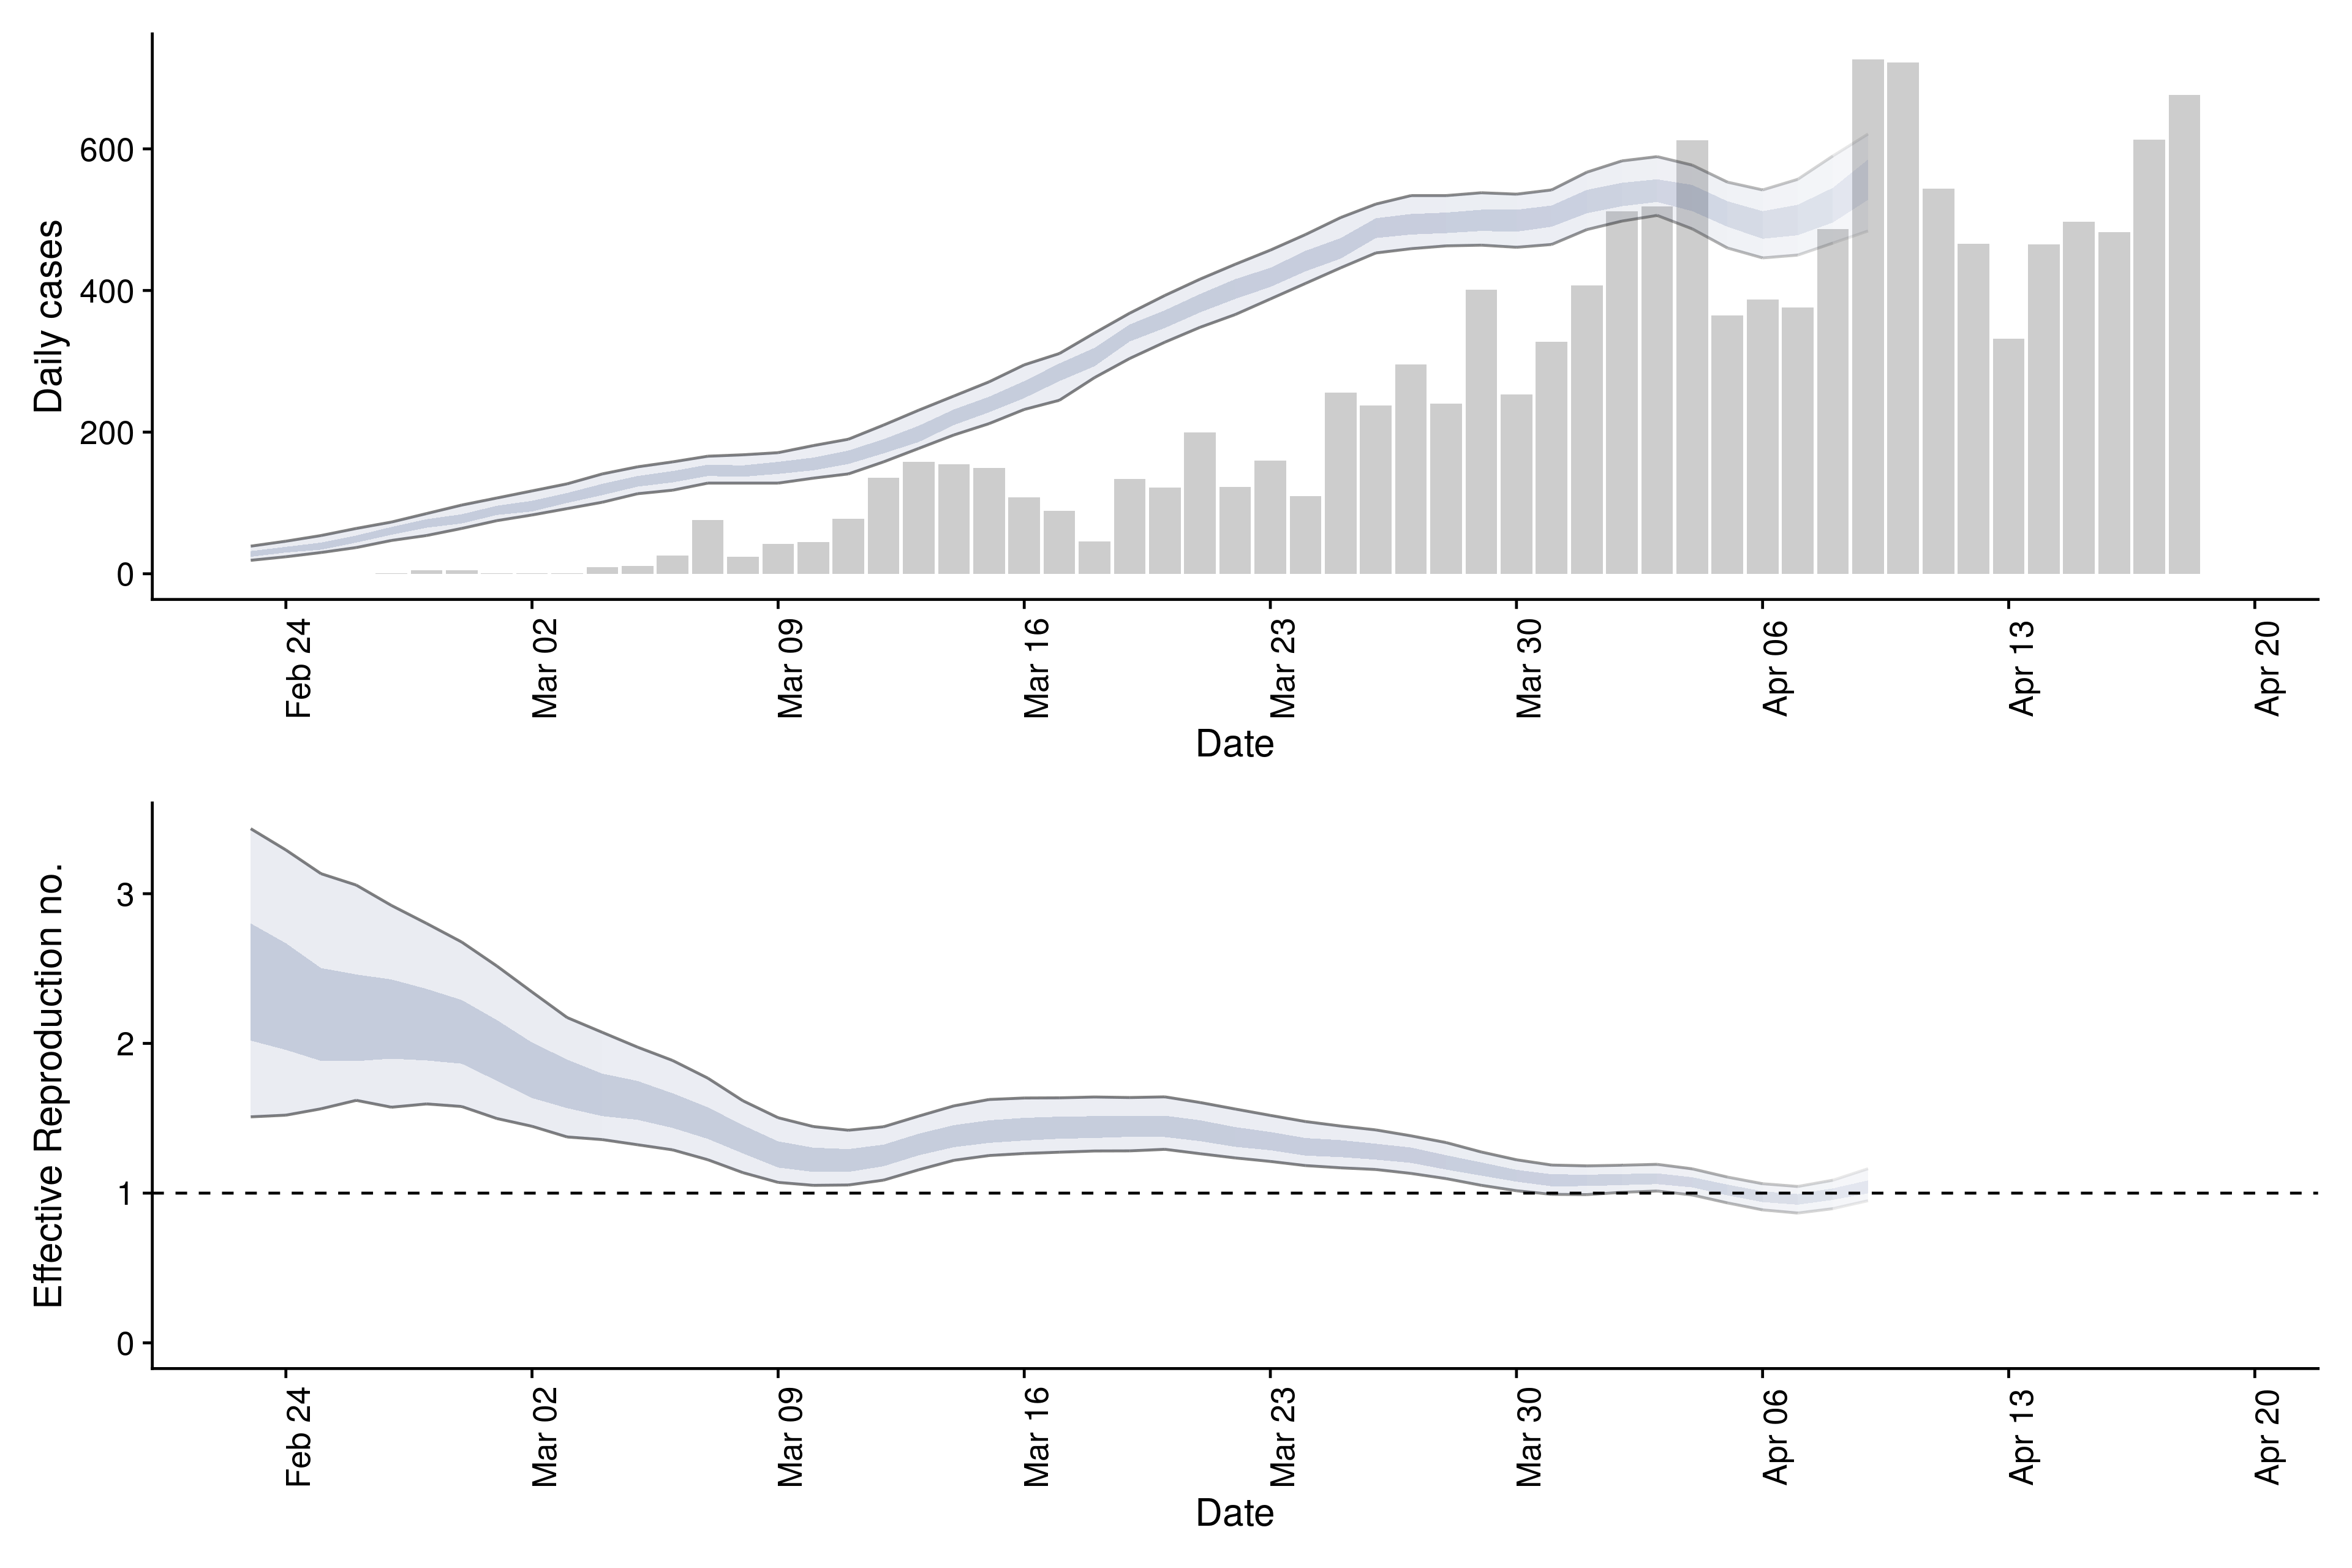 Daily cases
600
400
200
0
Feb 24
Mar 02
Mar 09
Mar 16
Mar 23
Mar 30
Apr 06
Apr 13
Apr 20
Date
Effective Reproduction no.
3
2
1
0
Feb 24
Mar 02
Mar 09
Mar 16
Mar 23
Mar 30
Apr 06
Apr 13
Apr 20
Date